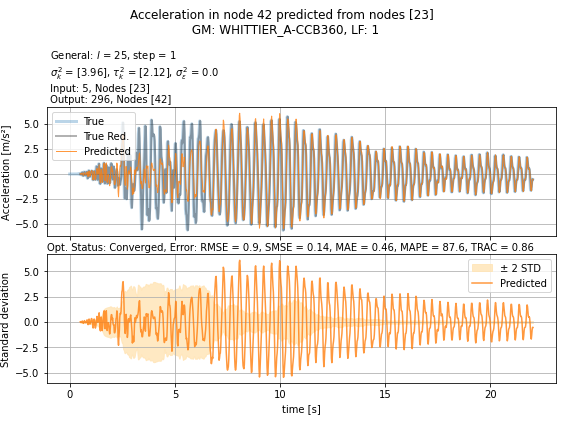 Acceleration in node 42 predicted from nodes [23]
GM: WHITTIER_A-CCB360, LF: 1
General: l = 25, step = 1
σ²ₖ = [3.96], τ²ₖ = [2.12], σ²ε = 0.0
Input: 5, Nodes [23]
Output: 296, Nodes [42]
Acceleration [m/s²]
5.0
2.5
0.0
−2.5
−5.0
True
True Red.
Predicted
Opt. Status: Converged, Error: RMSE = 0.9, SMSE = 0.14, MAE = 0.46, MAPE = 87.6, TRAC = 0.86
Standard deviation
5.0
2.5
0.0
−2.5
−5.0
± 2 STD
Predicted
0 5 10 15 20
time [s]